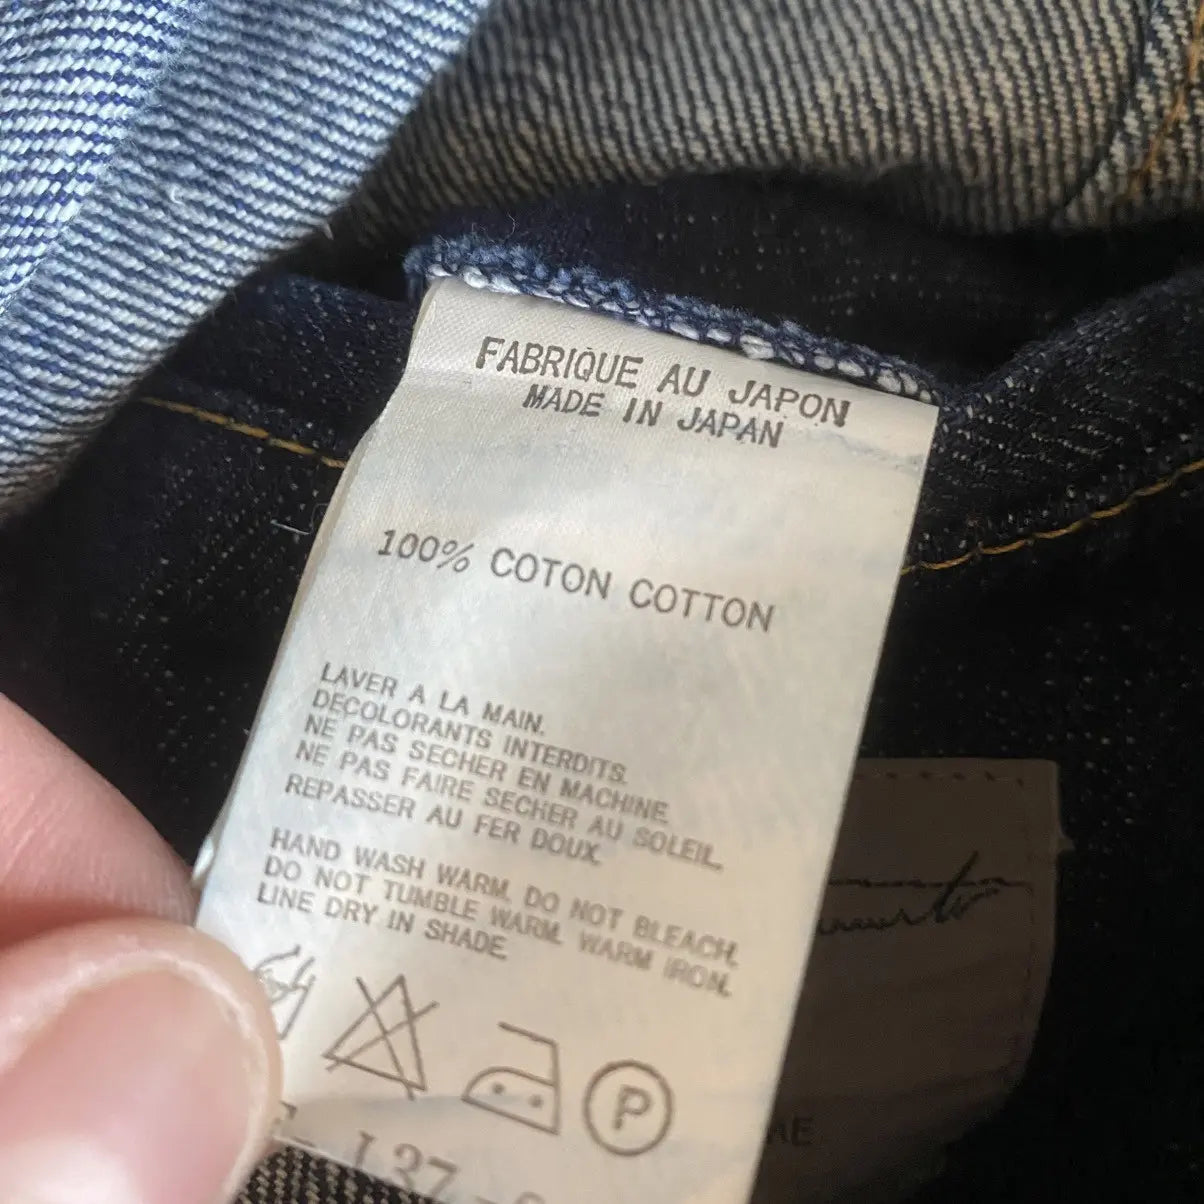 FABRIQUE AU JAPON
MADE IN JAPAN
100% COTON COTTON
LAVER A LA MAIN.
DECOLORANTS INTERDITS.
NE PAS SECHER EN MACHINE.
NE PAS FAIRE SECHER AU SOLEIL.
REPASSER AU FER DOUX.
HAND WASH WARM. DO NOT BLEACH.
DO NOT TUMBLE WARM. WARM IRON.
LINE DRY IN SHADE.
P